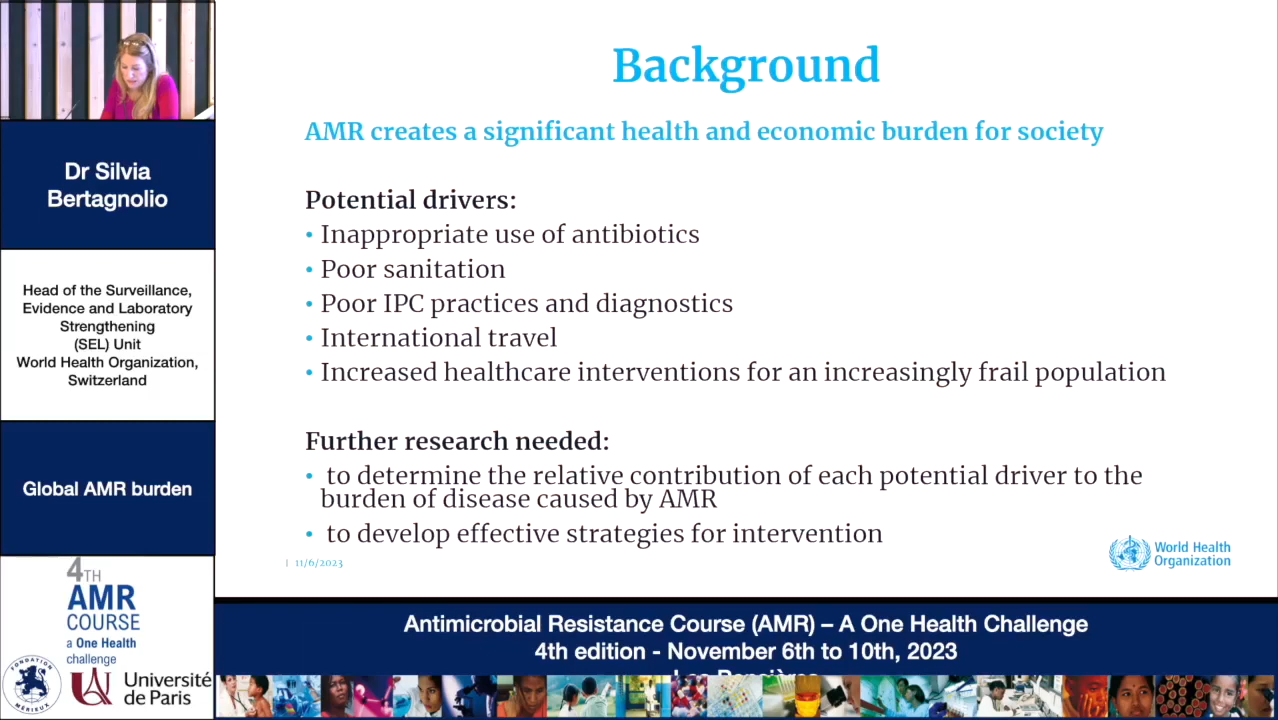 Background
AMR creates a significant health and economic burden for society
Potential drivers:
• Inappropriate use of antibiotics
• Poor sanitation
• Poor IPC practices and diagnostics
• International travel
• Increased healthcare interventions for an increasingly frail population
Further research needed:
• to determine the relative contribution of each potential driver to the
burden of disease caused by AMR
• to develop effective strategies for intervention
11/6/2023
World Health
Organization
Dr Silvia
Bertagnolio
Head of the Surveillance,
Evidence and Laboratory
Strengthening
(SEL) Unit
World Health Organization,
Switzerland
Global AMR burden
4TH
AMR
COURSE
a One Health
challenge
FONDATION
MÉRIEUX
Université
de Paris
Antimicrobial Resistance Course (AMR) – A One Health Challenge
4th edition - November 6th to 10th, 2023